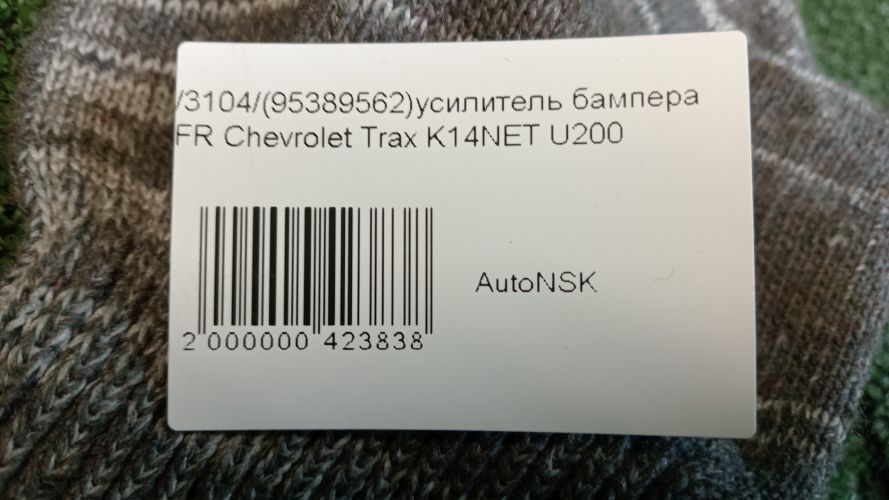 /3104/(95389562)усилитель бампера
FR Chevrolet Trax K14NET U200
AutoNSK
2 000000 423838